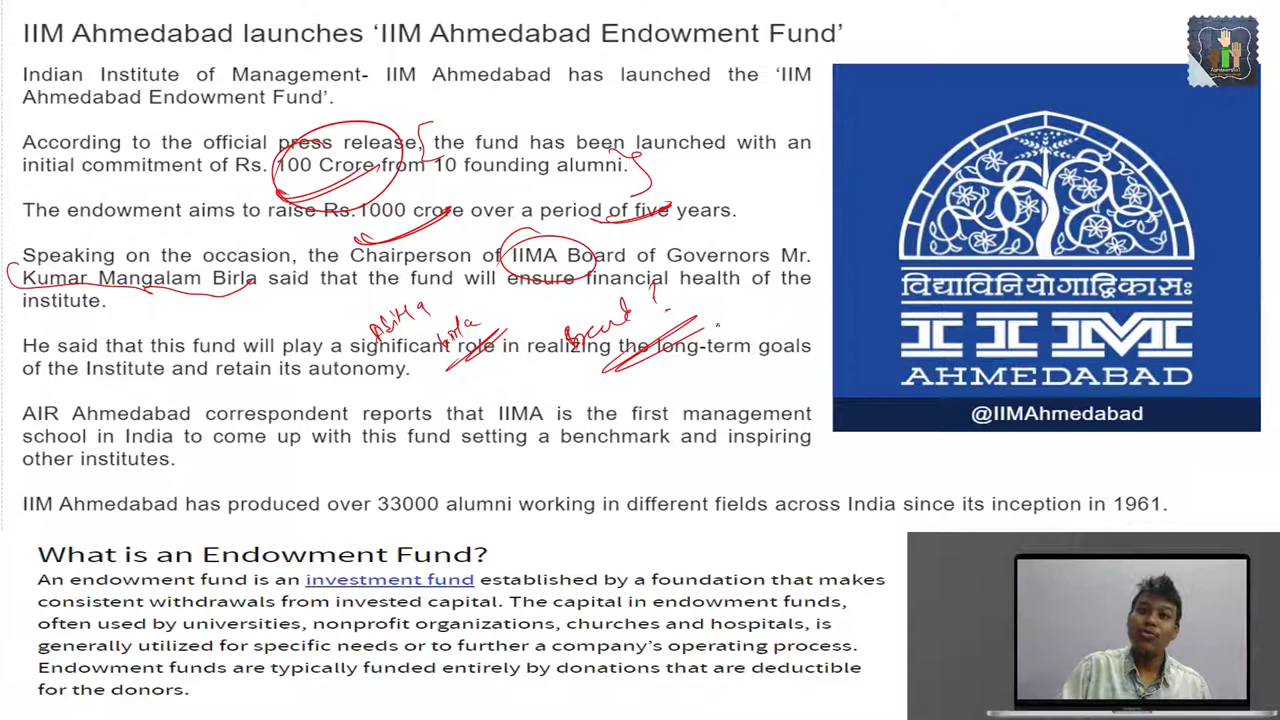 IIM Ahmedabad launches ‘IIM Ahmedabad Endowment Fund’
Indian Institute of Management- IIM Ahmedabad has launched the ‘IIM
Ahmedabad Endowment Fund’.
According to the official press release, the fund has been launched with an
initial commitment of Rs. 100 Crore from 10 founding alumni.
The endowment aims to raise Rs.1000 crore over a period of five years.
Speaking on the occasion, the Chairperson of IIMA Board of Governors Mr.
Kumar Mangalam Birla said that the fund will ensure financial health of the
institute.
He said that this fund will play a significant role in realizing the long-term goals
of the Institute and retain its autonomy.
AIR Ahmedabad correspondent reports that IIMA is the first management
school in India to come up with this fund setting a benchmark and inspiring
other institutes.
IIM Ahmedabad has produced over 33000 alumni working in different fields across India since its inception in 1961.
विद्याविनियोगाद्विकासः
IIM
AHMEDABAD
@IIMAhmedabad
What is an Endowment Fund?
An endowment fund is an investment fund established by a foundation that makes
consistent withdrawals from invested capital. The capital in endowment funds,
often used by universities, nonprofit organizations, churches and hospitals, is
generally utilized for specific needs or to further a company’s operating process.
Endowment funds are typically funded entirely by donations that are deductible
for the donors.